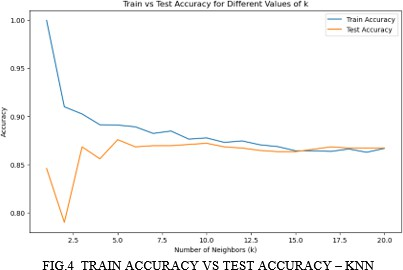 Train vs Test Accuracy for Different Values of k
Train Accuracy
Test Accuracy
1.00
0.95
0.90
0.85
0.80
Accuracy
2.5 5.0 7.5 10.0 12.5 15.0 17.5 20.0
Number of Neighbors (k)
FIG.4 TRAIN ACCURACY VS TEST ACCURACY – KNN